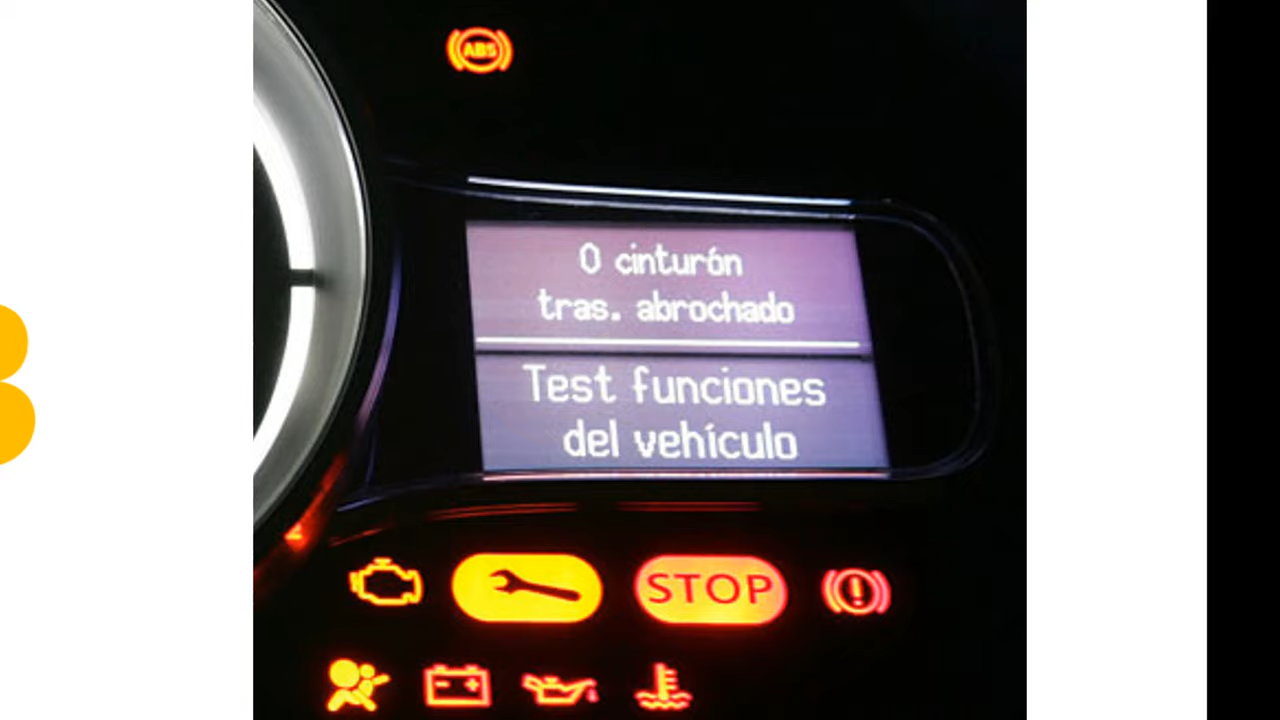 ABS
0 cinturón
tras. abrochado
Test funciones
del vehículo
STOP